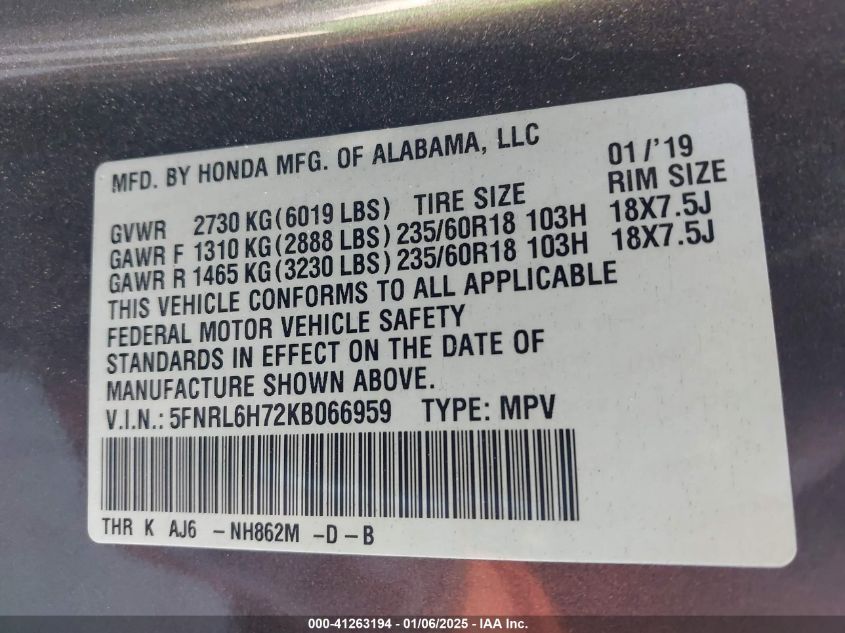 MFD. BY HONDA MFG. OF ALABAMA, LLC 01/'19
GVWR 2730 KG (6019 LBS) TIRE SIZE RIM SIZE
GAWR F 1310 KG (2888 LBS) 235/60R18 103H 18X7.5J
GAWR R 1465 KG (3230 LBS) 235/60R18 103H 18X7.5J
THIS VEHICLE CONFORMS TO ALL APPLICABLE
FEDERAL MOTOR VEHICLE SAFETY
STANDARDS IN EFFECT ON THE DATE OF
MANUFACTURE SHOWN ABOVE.
V.I.N.: 5FNRL6H72KB066959 TYPE: MPV
THR K AJ6 -NH862M -D-B
000-41263194 - 01/06/2025 - IAA Inc.